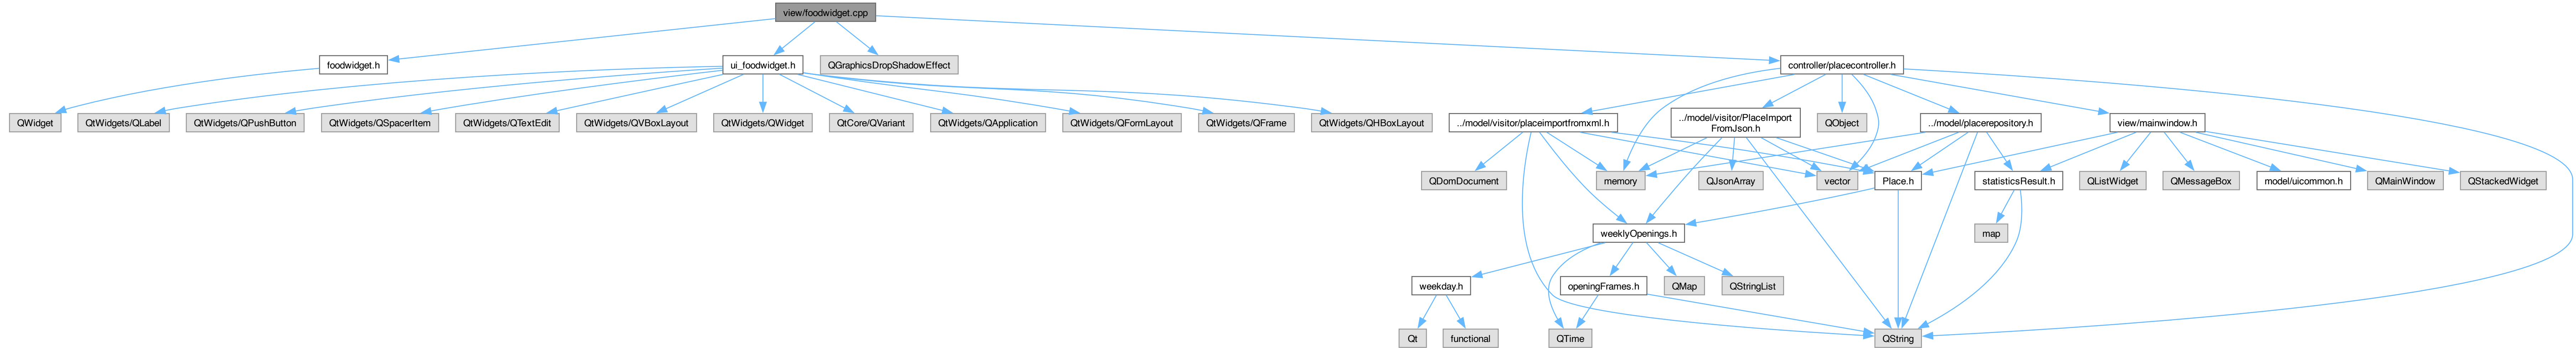 view/foodwidget.cpp
foodwidget.h
ui_foodwidget.h
QGraphicsDropShadowEffect
controller/placecontroller.h
QWidget
QtWidgets/QLabel
QtWidgets/QPushButton
QtWidgets/QSpacerItem
QtWidgets/QTextEdit
QtWidgets/QVBoxLayout
QtWidgets/QWidget
QtCore/QVariant
QtWidgets/QApplication
QtWidgets/QFormLayout
QtWidgets/QFrame
QtWidgets/QHBoxLayout
../model/visitor/placeimportfromxml.h
../model/visitor/PlaceImport
FromJson.h
QObject
../model/placerepository.h
view/mainwindow.h
QDomDocument
memory
QJsonArray
vector
Place.h
statisticsResult.h
QListWidget
QMessageBox
model/uicommon.h
QMainWindow
QStackedWidget
weeklyOpenings.h
map
weekday.h
openingFrames.h
QMap
QStringList
Qt
functional
QTime
QString